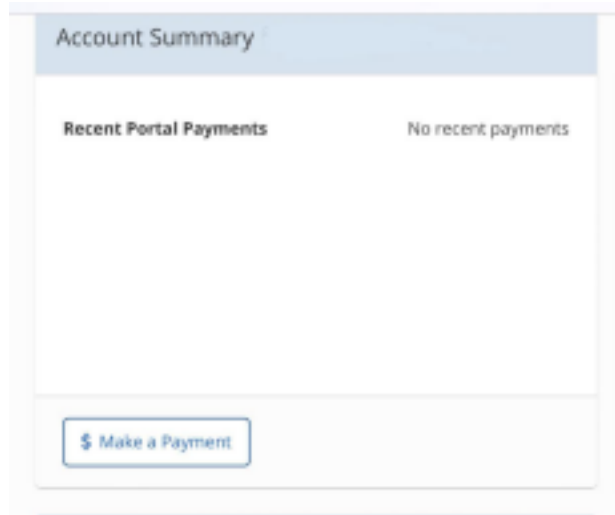 Account Summary
Recent Portal Payments No recent payments
$ Make a Payment